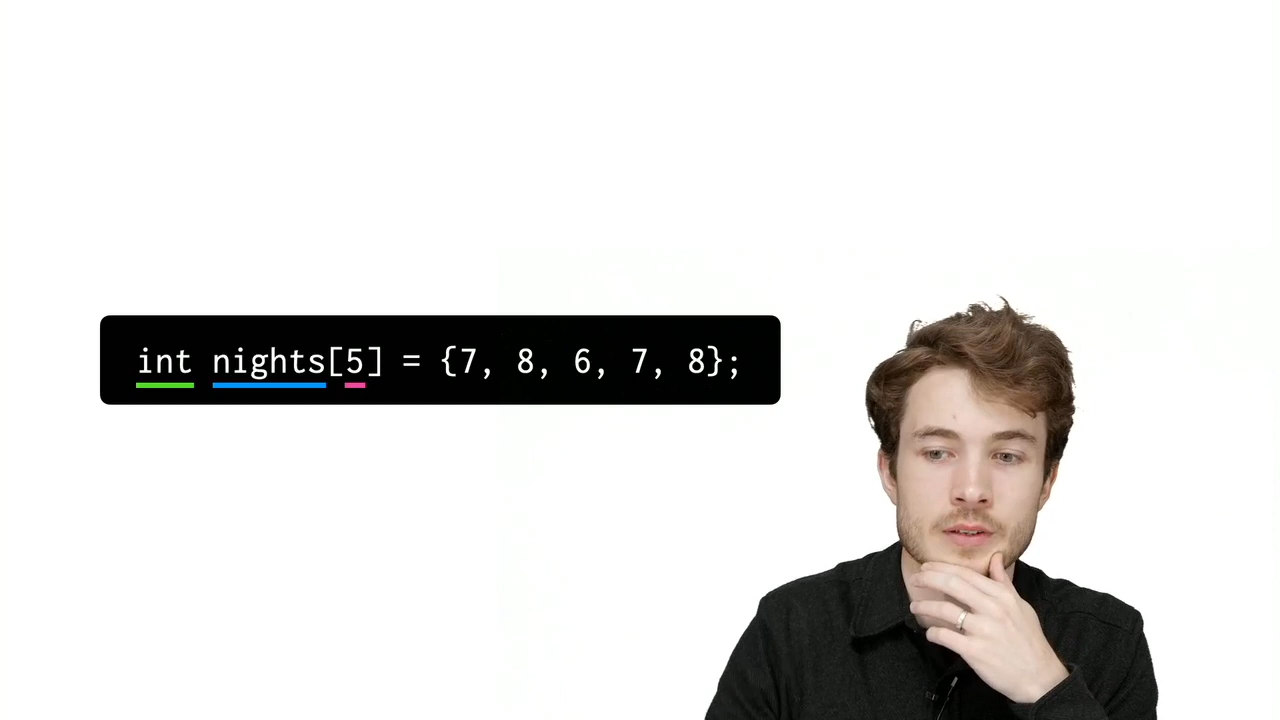 int nights[5] = {7, 8, 6, 7, 8};